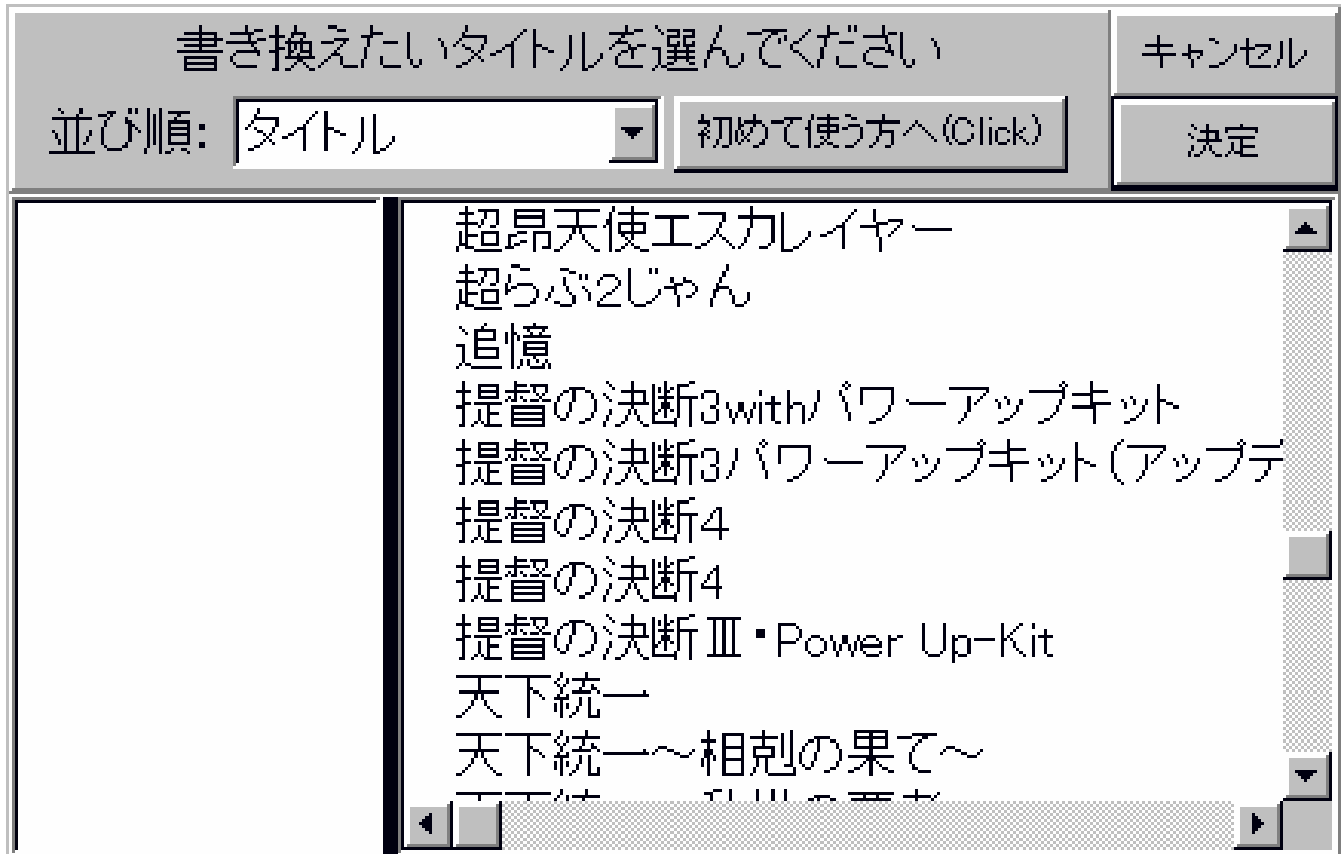 書き換えたいタイトルを選んでください
キャンセル
並び順:
タイトル
初めて使う方へ(Click)
決定
超昂天使エスカレイヤー
超らぶ2じゃん
追憶
提督の決断3withパワーアップキット
提督の決断3パワーアップキット(アップデ
提督の決断4
提督の決断4
提督の決断Ⅲ・Power Up-Kit
天下統一
天下統一~相剋の果て~